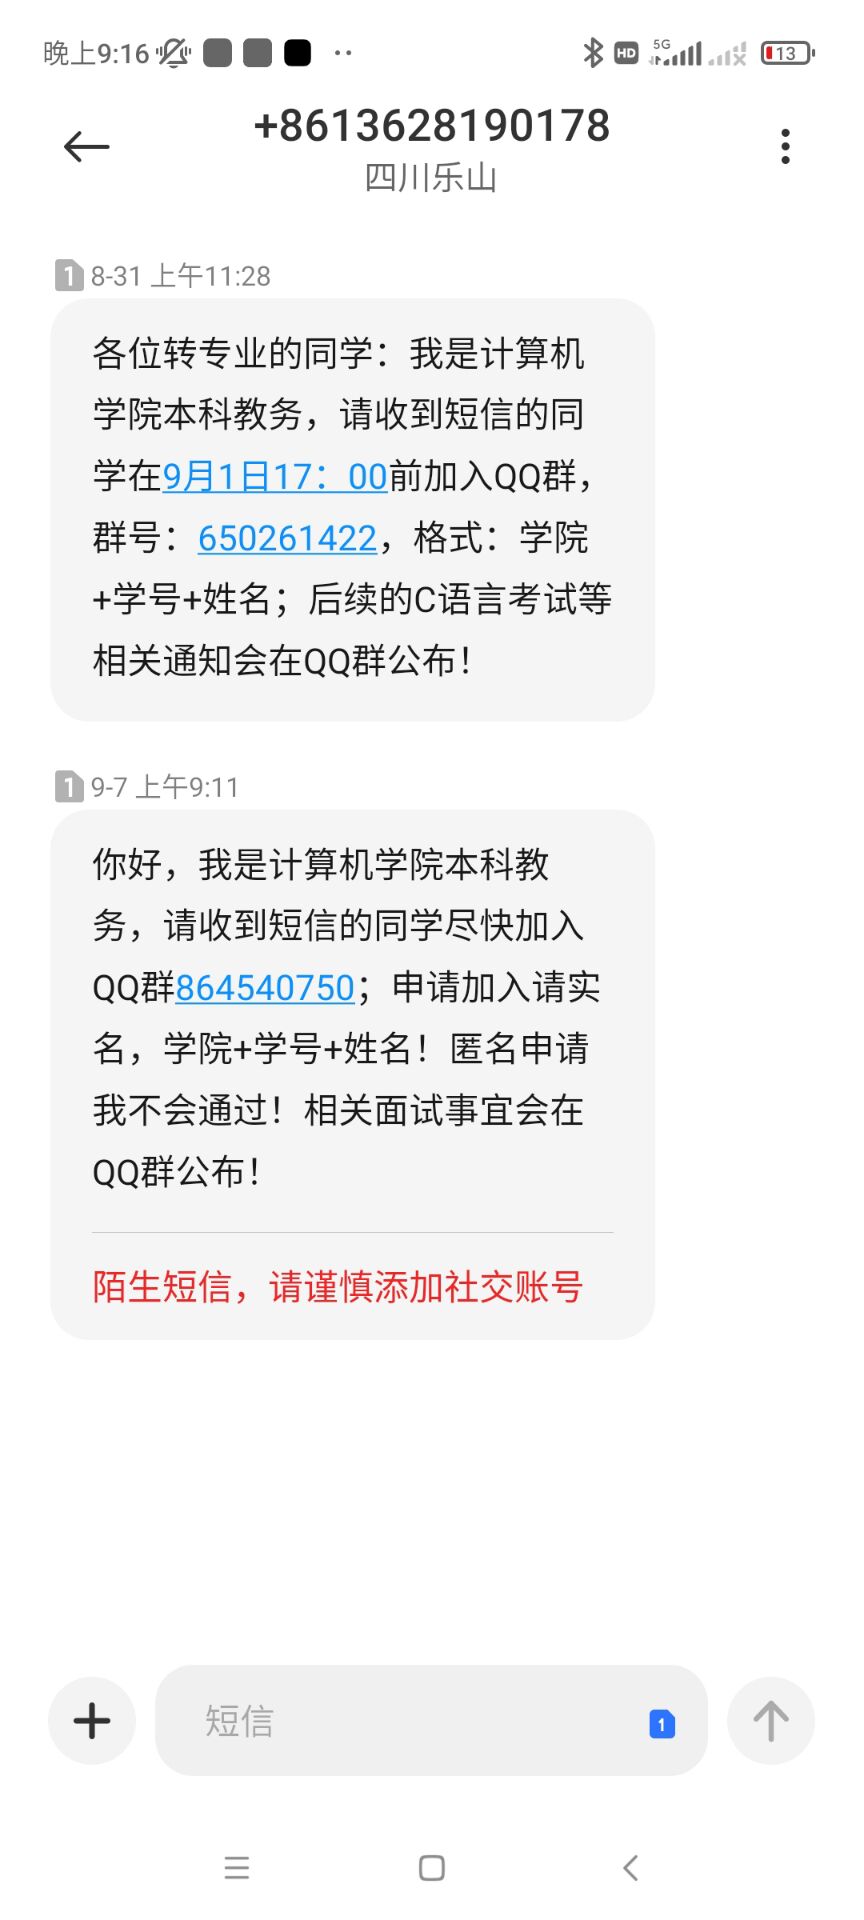 晚上9:16
HD
5G
13
+8613628190178
四川乐山
1 8-31 上午11:28
各位转专业的同学：我是计算机
学院本科教务，请收到短信的同
学在9月1日17：00前加入QQ群，
群号：650261422，格式：学院
+学号+姓名；后续的C语言考试等
相关通知会在QQ群公布！
1 9-7 上午9:11
你好，我是计算机学院本科教
务，请收到短信的同学尽快加入
QQ群864540750；申请加入请实
名，学院+学号+姓名！匿名申请
我不会通过！相关面试事宜会在
QQ群公布！
陌生短信，请谨慎添加社交账号
短信
1